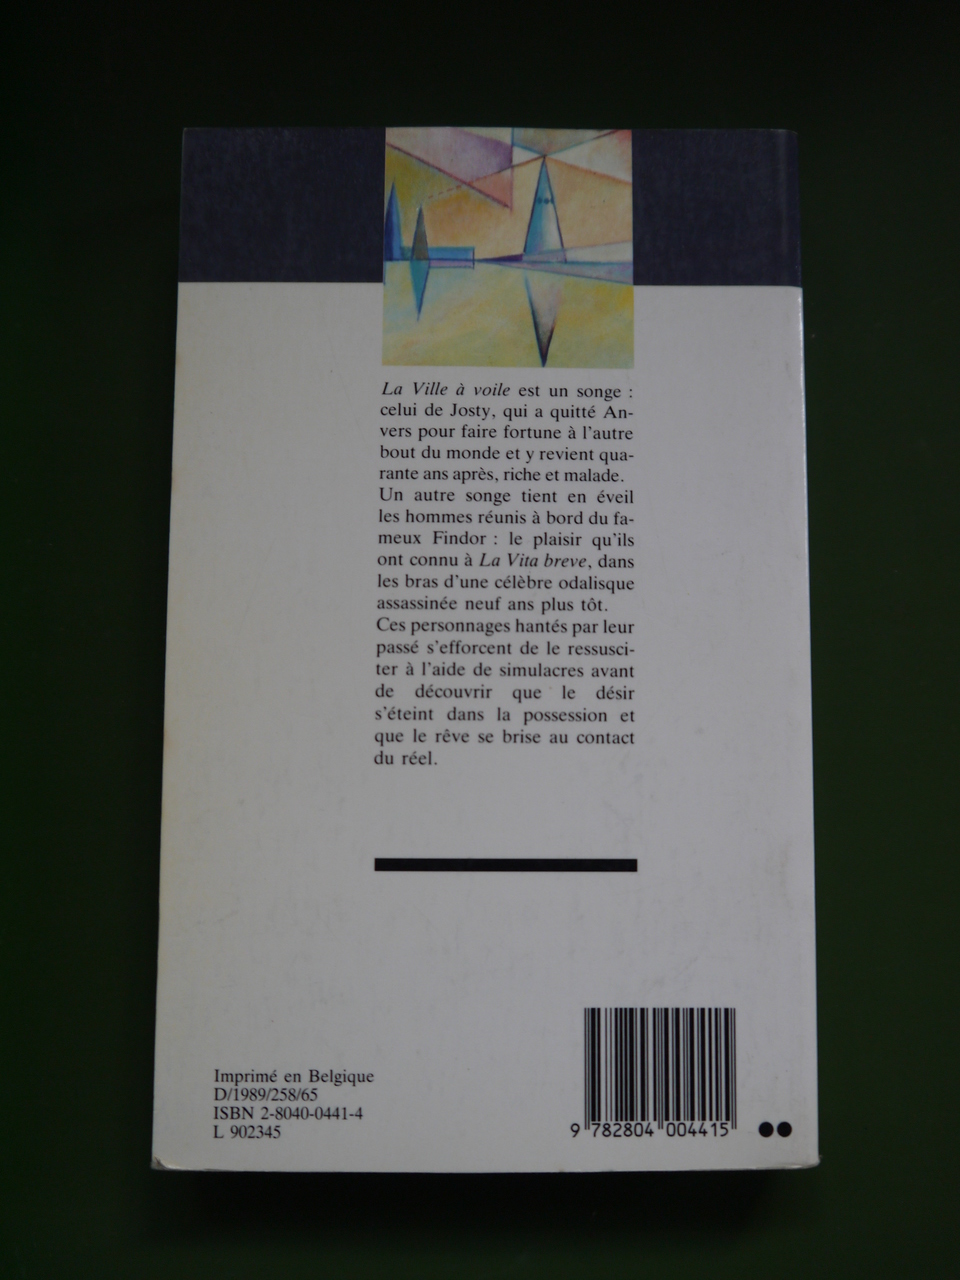 La Ville à voile est un songe :
celui de Josty, qui a quitté An-
vers pour faire fortune à l'autre
bout du monde et y revient qua-
rante ans après, riche et malade.
Un autre songe tient en éveil
les hommes réunis à bord du fa-
meux Findor : le plaisir qu'ils
ont connu à La Vita breve, dans
les bras d'une célèbre odalisque
assassinée neuf ans plus tôt.
Ces personnages hantés par leur
passé s'efforcent de le ressusci-
ter à l'aide de simulacres avant
de découvrir que le désir
s'éteint dans la possession et
que le rêve se brise au contact
du réel.
Imprimé en Belgique
D/1989/258/65
ISBN 2-8040-0441-4
L 902345
9 782804 004415